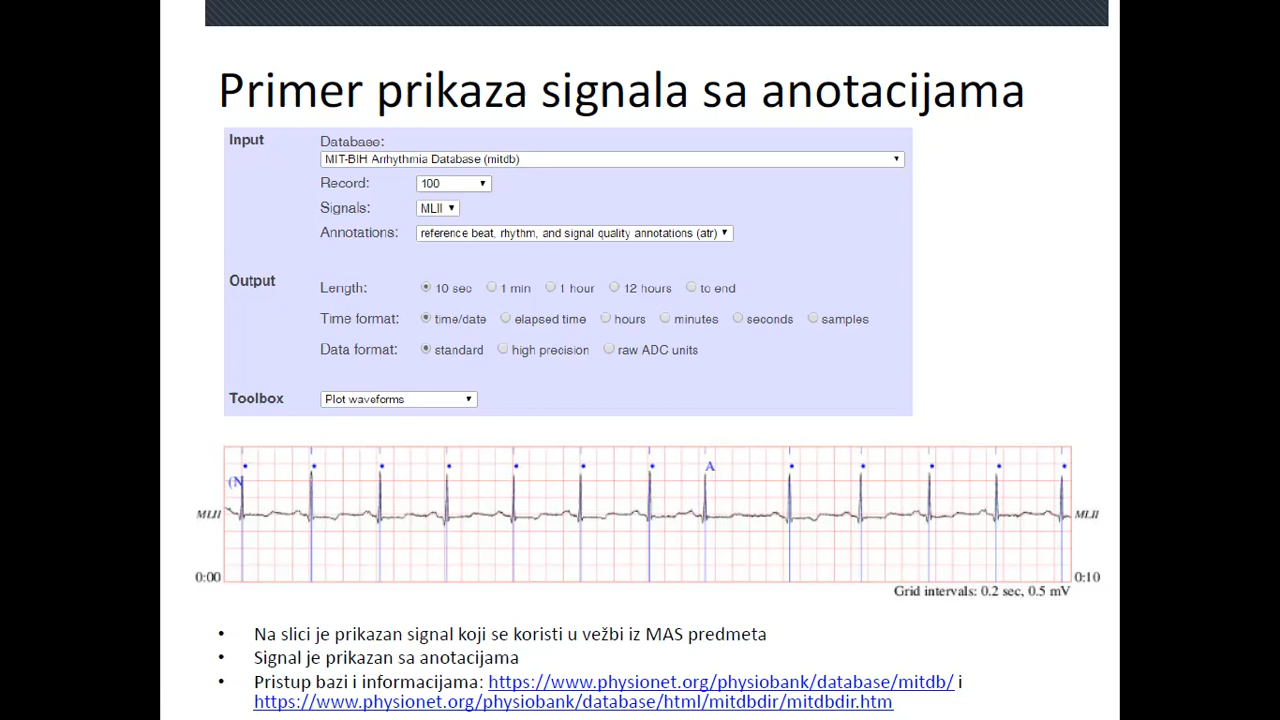 Primer prikaza signala sa anotacijama
Input
Database:
MIT-BIH Arrhythmia Database (mitdb)
Record: 100
Signals: MLII
Annotations: reference beat, rhythm, and signal quality annotations (atr)
Output
Length: 10 sec 1 min 1 hour 12 hours to end
Time format: time/date elapsed time hours minutes seconds samples
Data format: standard high precision raw ADC units
Toolbox Plot waveforms
A
(N
MLII MLII
0:00 0:10
Grid intervals: 0.2 sec, 0.5 mV
• Na slici je prikazan signal koji se koristi u vežbi iz MAS predmeta
• Signal je prikazan sa anotacijama
• Pristup bazi i informacijama: https://www.physionet.org/physiobank/database/mitdb/ i
https://www.physionet.org/physiobank/database/html/mitdbdir/mitdbdir.htm